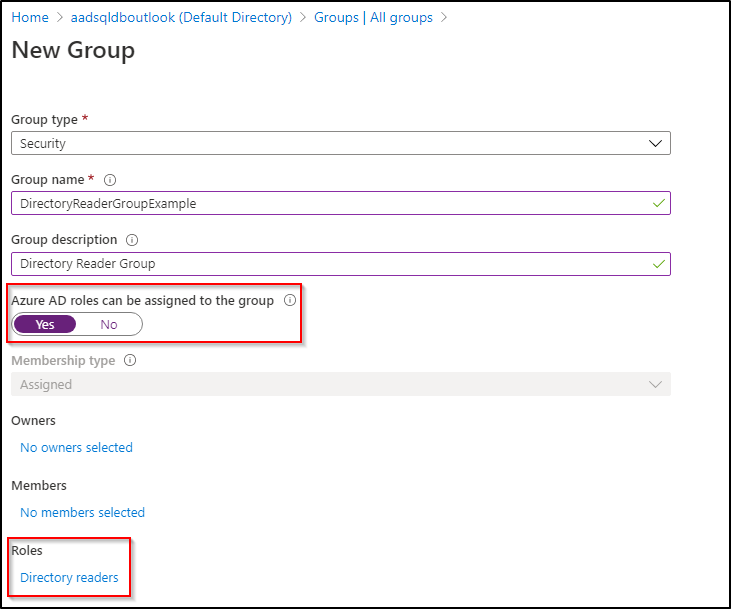 Home > aadsqldboutlook (Default Directory) > Groups | All groups >
New Group
Group type *
Security
Group name *
DirectoryReaderGroupExample
Group description
Directory Reader Group
Azure AD roles can be assigned to the group
Yes No
Membership type
Assigned
Owners
No owners selected
Members
No members selected
Roles
Directory readers